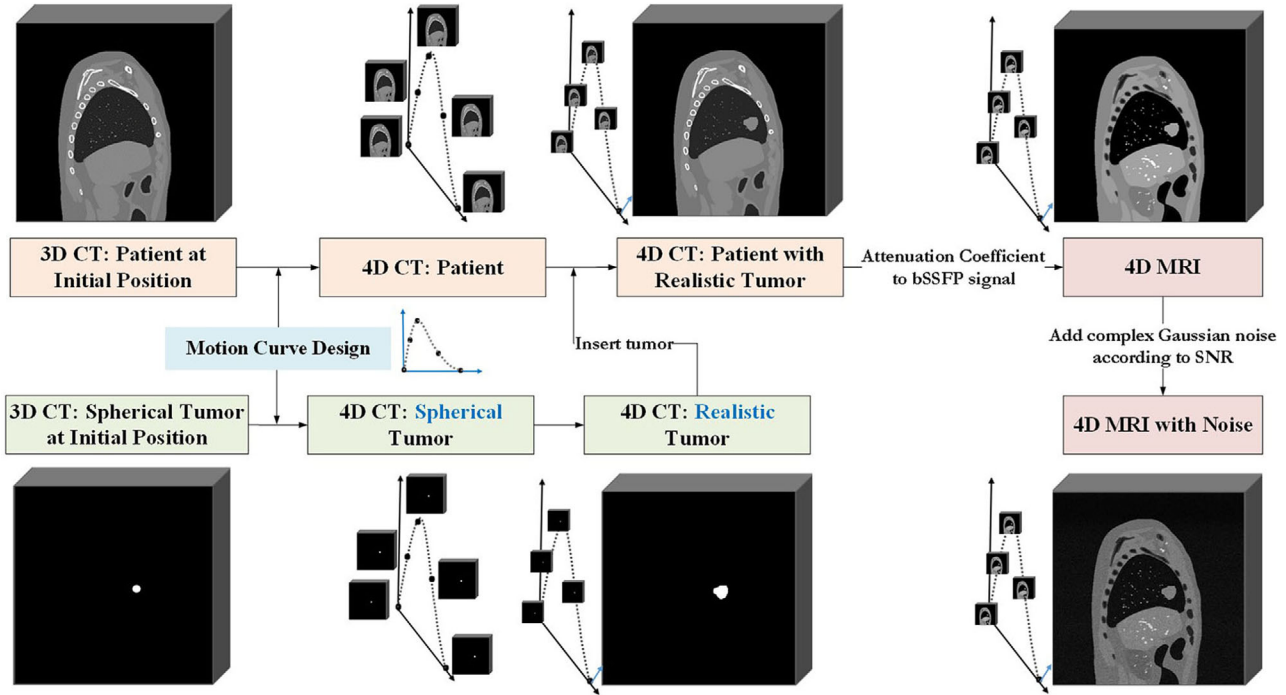 3D CT: Patient at
Initial Position
4D CT: Patient
4D CT: Patient with
Realistic Tumor
Attenuation Coefficient
to bSSFP signal
4D MRI
Motion Curve Design
Insert tumor
Add complex Gaussian noise
according to SNR
3D CT: Spherical Tumor
at Initial Position
4D CT: Spherical
Tumor
4D CT: Realistic
Tumor
4D MRI with Noise